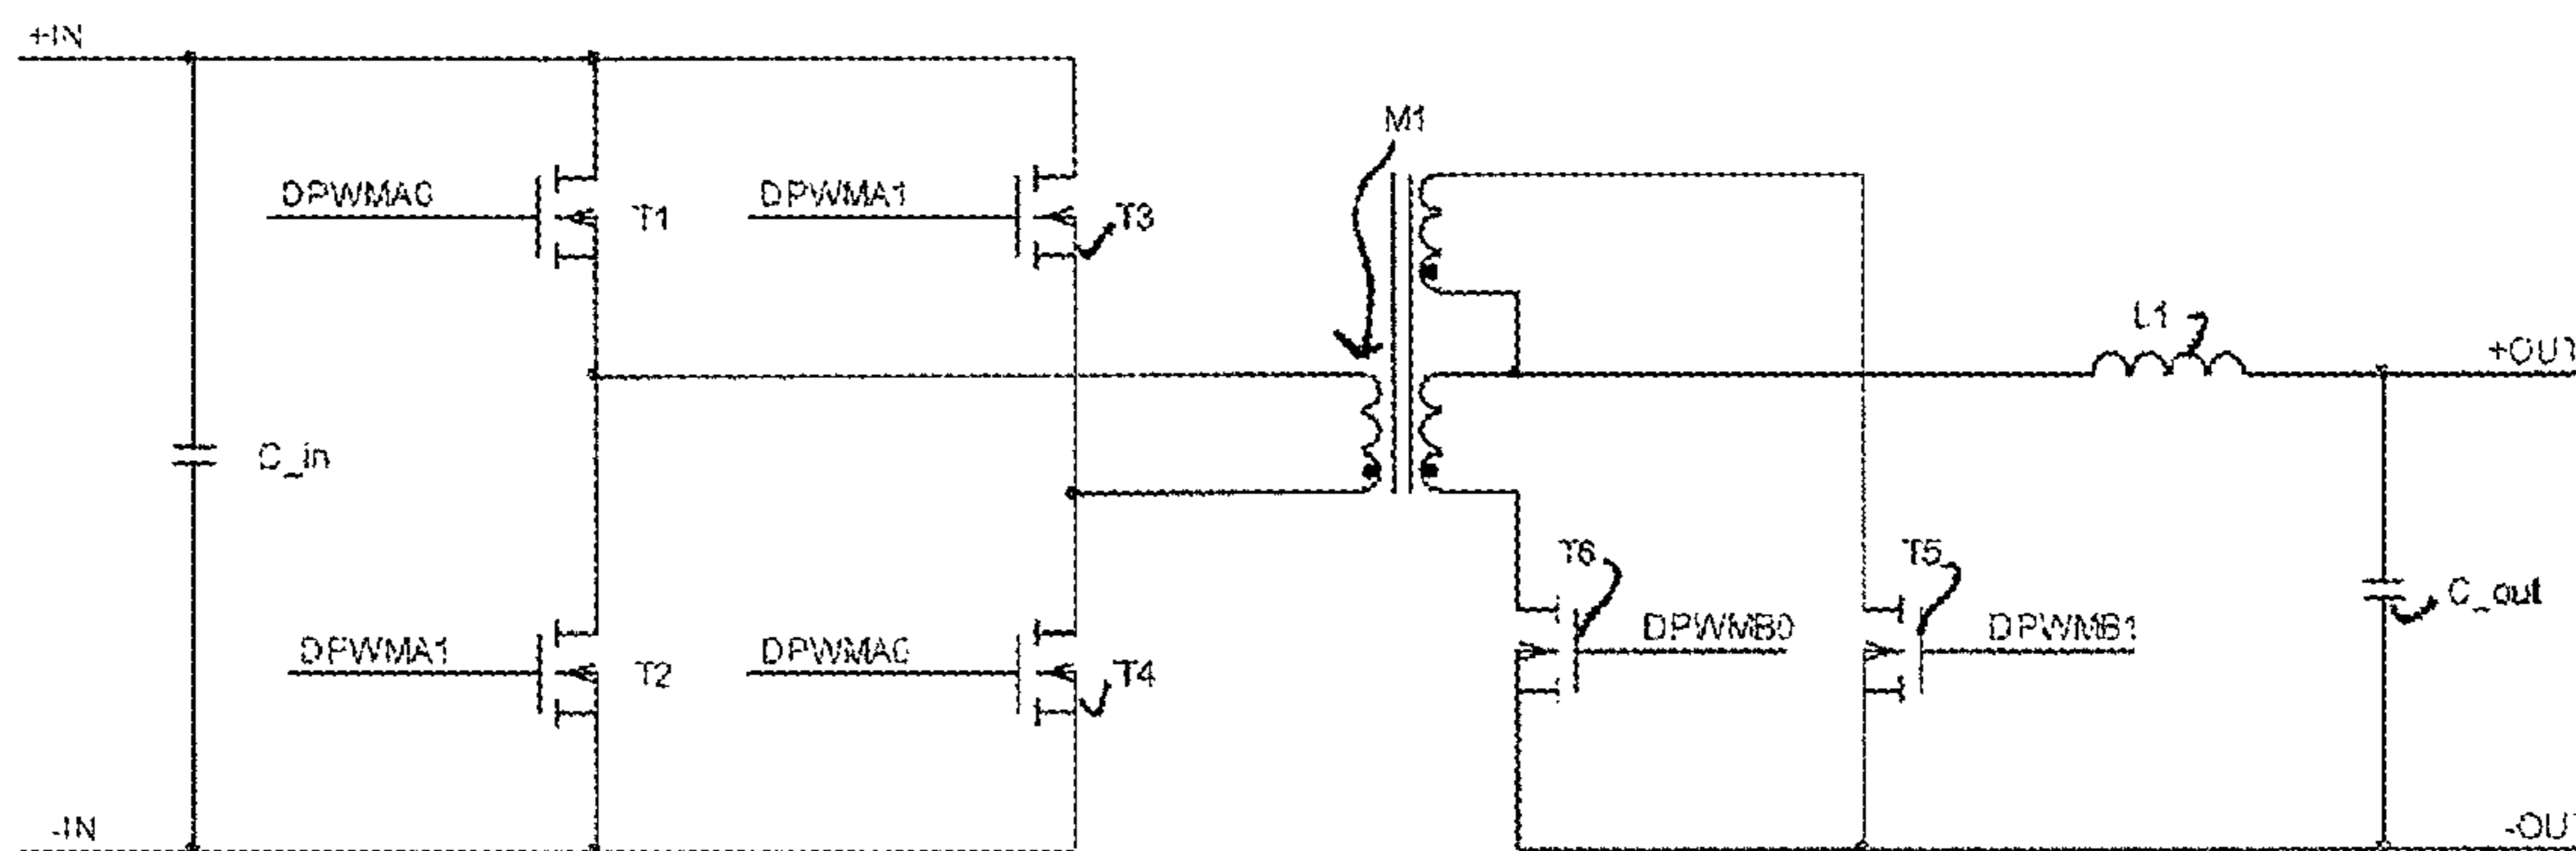 +IN
M1
DPWMA0
T1
DPWMA1
T3
L1
+OUT
C_in
T6
T5
DPWMA1
T2
DPWMA0
T4
DPWMB0
DPWMB1
C_out
-IN
-OUT